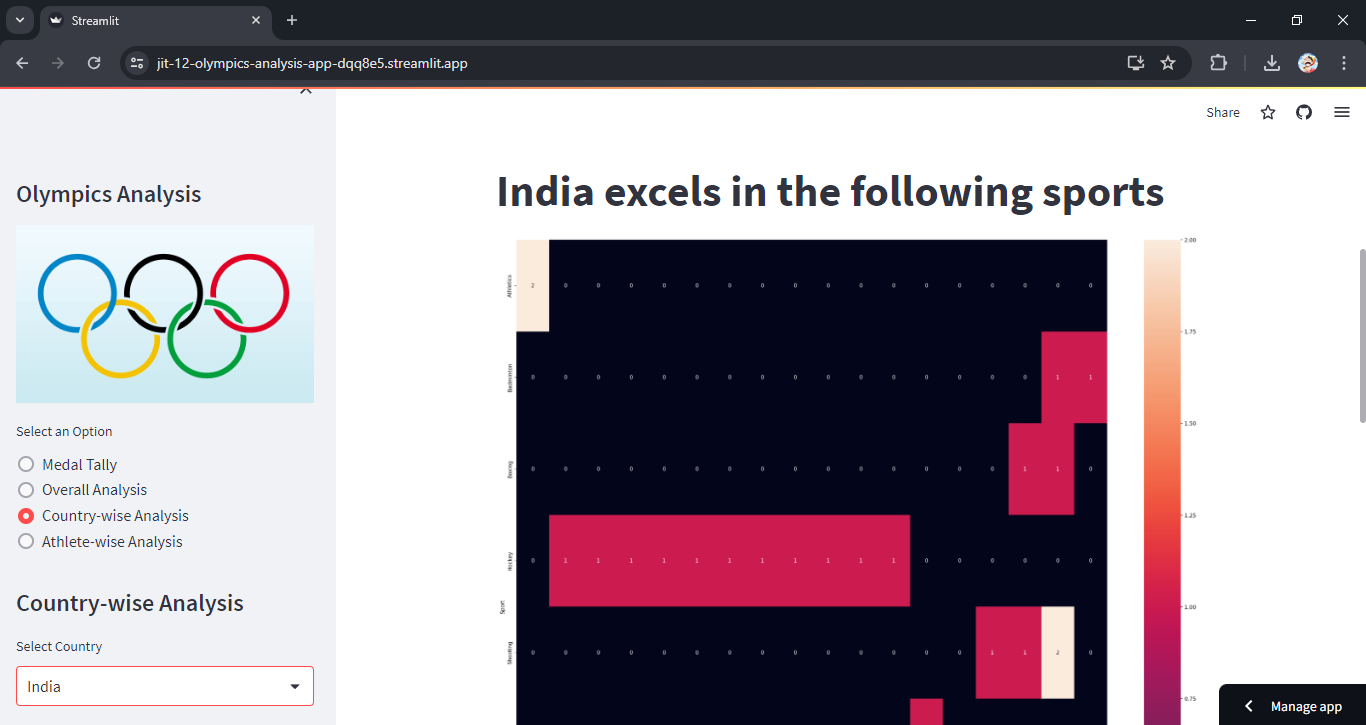 Streamlit
jit-12-olympics-analysis-app-dqq8e5.streamlit.app
Share
Olympics Analysis
Select an Option
Medal Tally
Overall Analysis
Country-wise Analysis
Athlete-wise Analysis
Country-wise Analysis
Select Country
India
India excels in the following sports
Athletics 2 0 0 0 0 0 0 0 0 0 0 0 0 0 0 0 0 0
Badminton 0 0 0 0 0 0 0 0 0 0 0 0 0 0 0 0 1 1
Boxing 0 0 0 0 0 0 0 0 0 0 0 0 0 0 0 1 1 0
Hockey 0 1 1 1 1 1 1 1 1 1 1 1 0 0 0 0 0 0
Sport
Shooting 0 0 0 0 0 0 0 0 0 0 0 0 0 0 1 1 2 0
2.00
1.75
1.50
1.25
1.00
0.75
Manage app